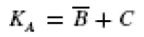 K_A = \overline{B} + C